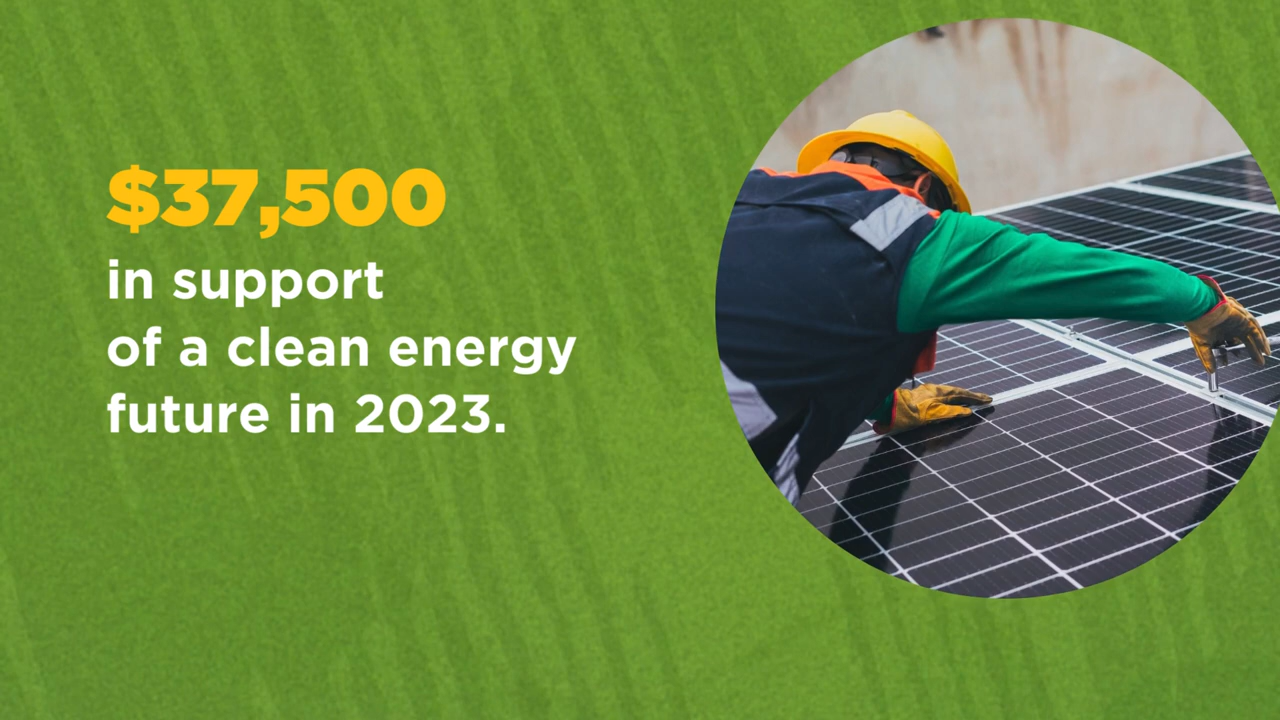 $37,500
in support
of a clean energy
future in 2023.